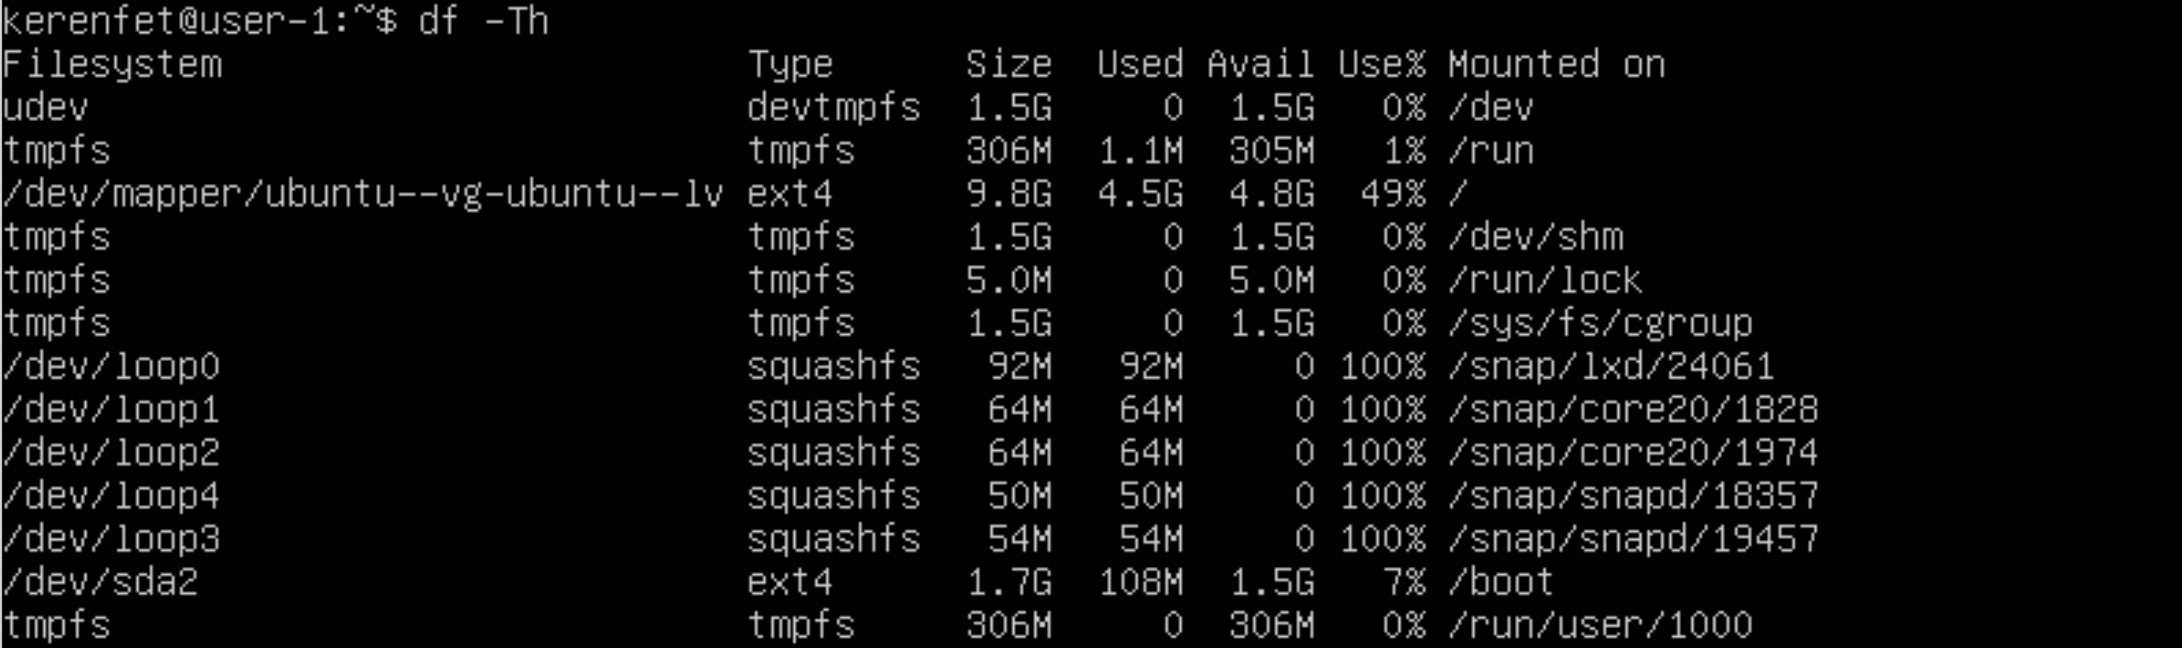 kerenfet@user-1:~$ df -Th
Filesystem                        Type      Size  Used Avail Use% Mounted on
udev                              devtmpfs  1.5G     0  1.5G   0% /dev
tmpfs                             tmpfs     306M  1.1M  305M   1% /run
/dev/mapper/ubuntu--vg-ubuntu--lv ext4      9.8G  4.5G  4.8G  49% /
tmpfs                             tmpfs     1.5G     0  1.5G   0% /dev/shm
tmpfs                             tmpfs     5.0M     0  5.0M   0% /run/lock
tmpfs                             tmpfs     1.5G     0  1.5G   0% /sys/fs/cgroup
/dev/loop0                        squashfs   92M   92M     0 100% /snap/lxd/24061
/dev/loop1                        squashfs   64M   64M     0 100% /snap/core20/1828
/dev/loop2                        squashfs   64M   64M     0 100% /snap/core20/1974
/dev/loop4                        squashfs   50M   50M     0 100% /snap/snapd/18357
/dev/loop3                        squashfs   54M   54M     0 100% /snap/snapd/19457
/dev/sda2                         ext4      1.7G  108M  1.5G   7% /boot
tmpfs                             tmpfs     306M     0  306M   0% /run/user/1000